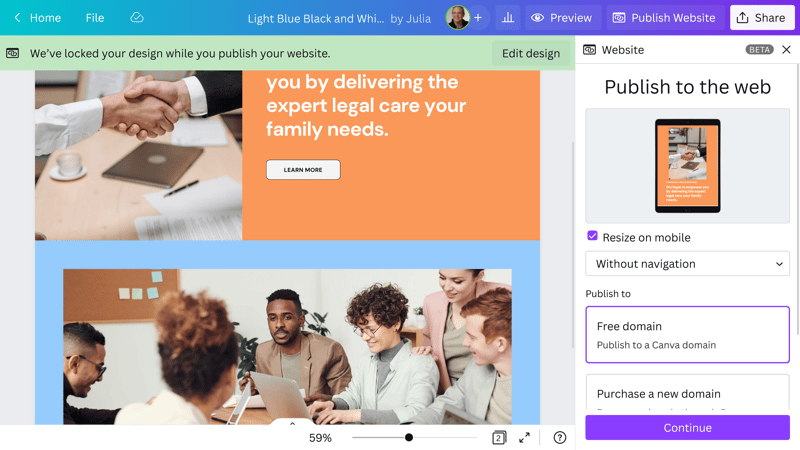 Home
File
Light Blue Black and Whi... by Julia
Preview
Publish Website
Share
We've locked your design while you publish your website.
Edit design
Website
BETA
Publish to the web
you by delivering the
expert legal care your
family needs.
LEARN MORE
We hope to empower you
by delivering the expert
legal care your family
needs.
Resize on mobile
Without navigation
Publish to
Free domain
Publish to a Canva domain
Purchase a new domain
Continue
59%
2